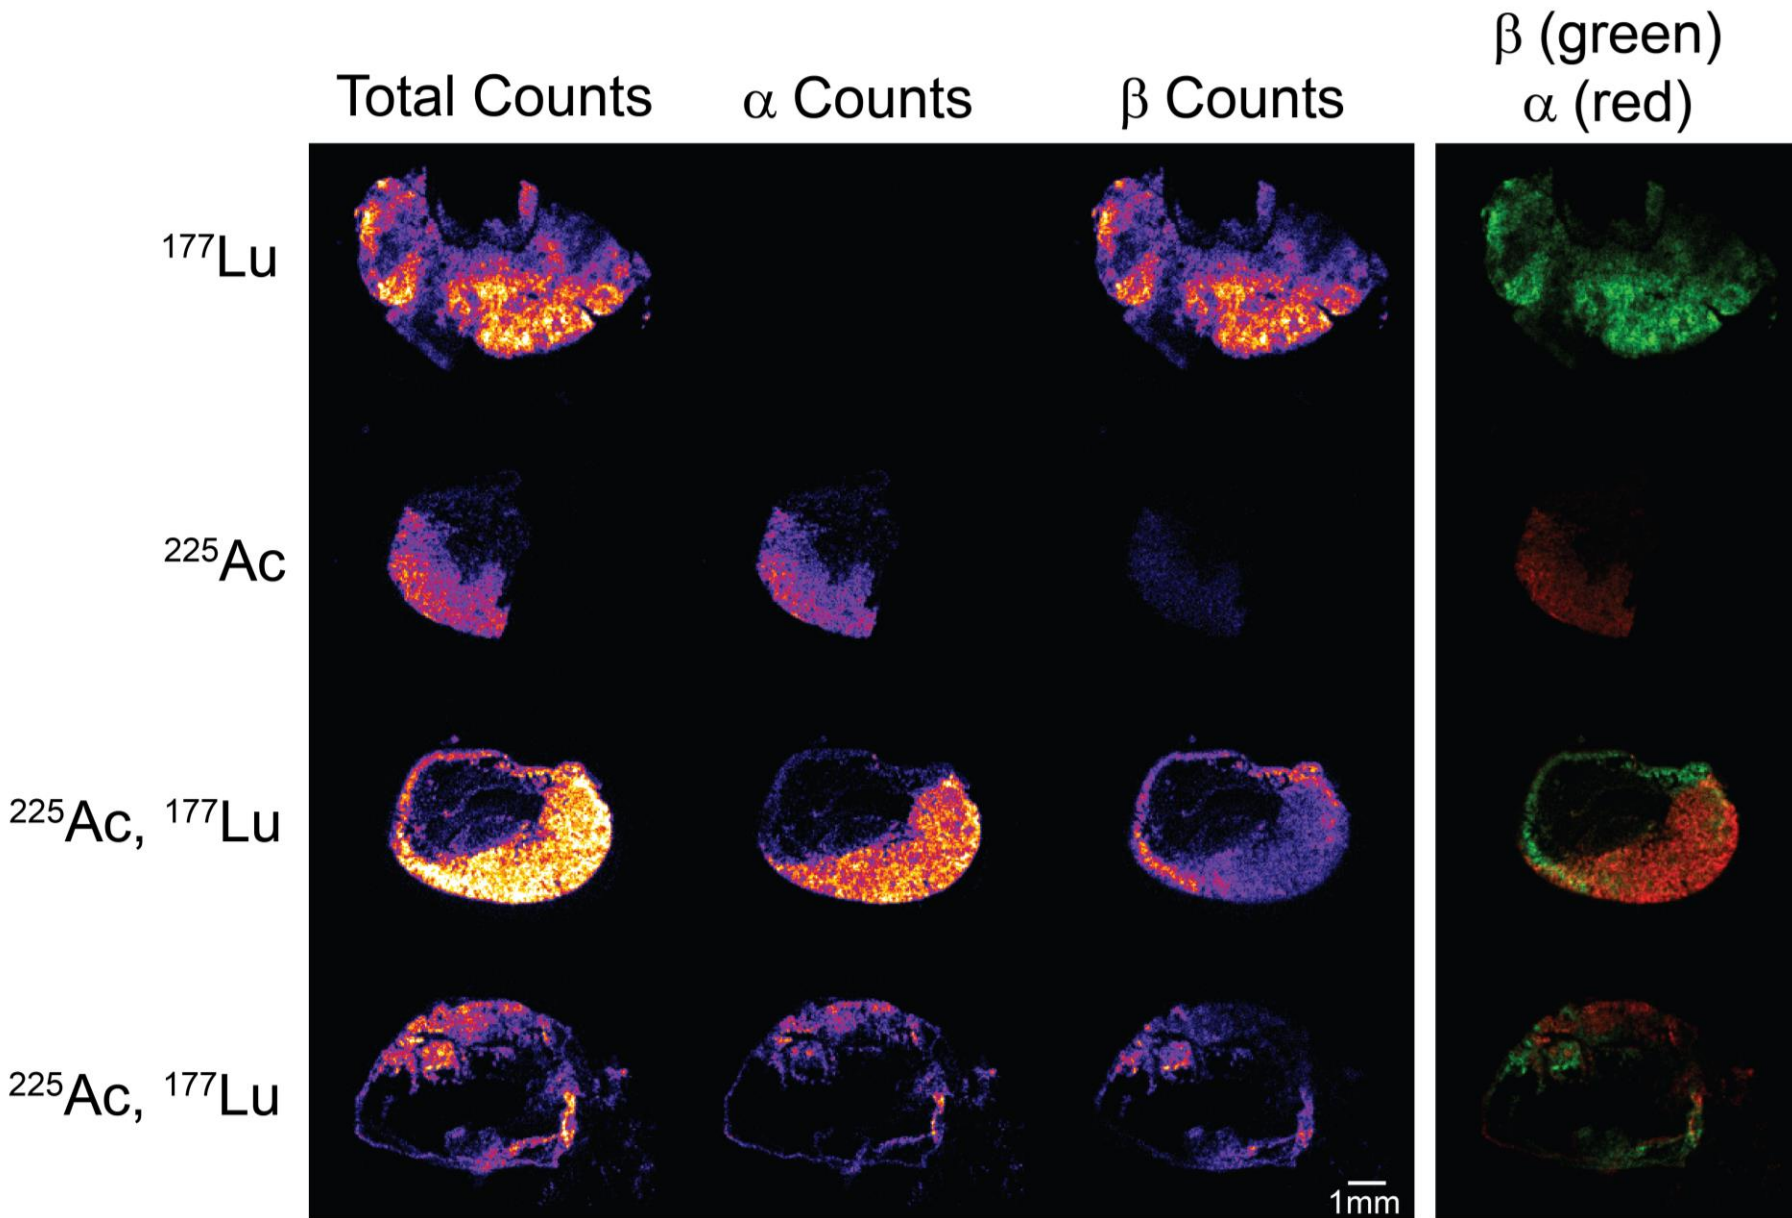 β (green)
Total Counts α Counts β Counts α (red)
¹⁷⁷Lu
²²⁵Ac
²²⁵Ac, ¹⁷⁷Lu
²²⁵Ac, ¹⁷⁷Lu
1mm